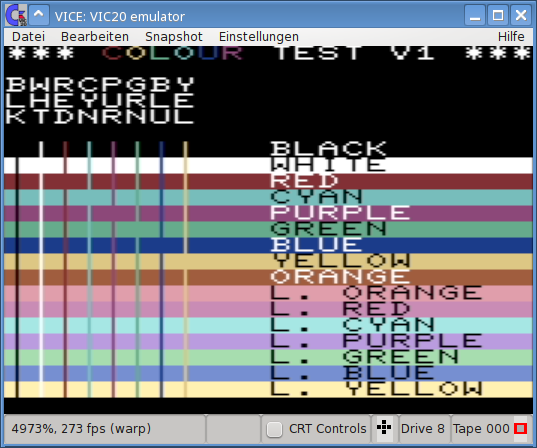 VICE: VIC20 emulator
Datei Bearbeiten Snapshot Einstellungen Hilfe
*** COLOUR TEST V1 ***
BWRCPGBY
LHEYURLE
KTDNRNUL
BLACK
WHITE
RED
CYAN
PURPLE
GREEN
BLUE
YELLOW
ORANGE
L. ORANGE
L. RED
L. CYAN
L. PURPLE
L. GREEN
L. BLUE
L. YELLOW
4973%, 273 fps (warp) CRT Controls Drive 8 Tape 000